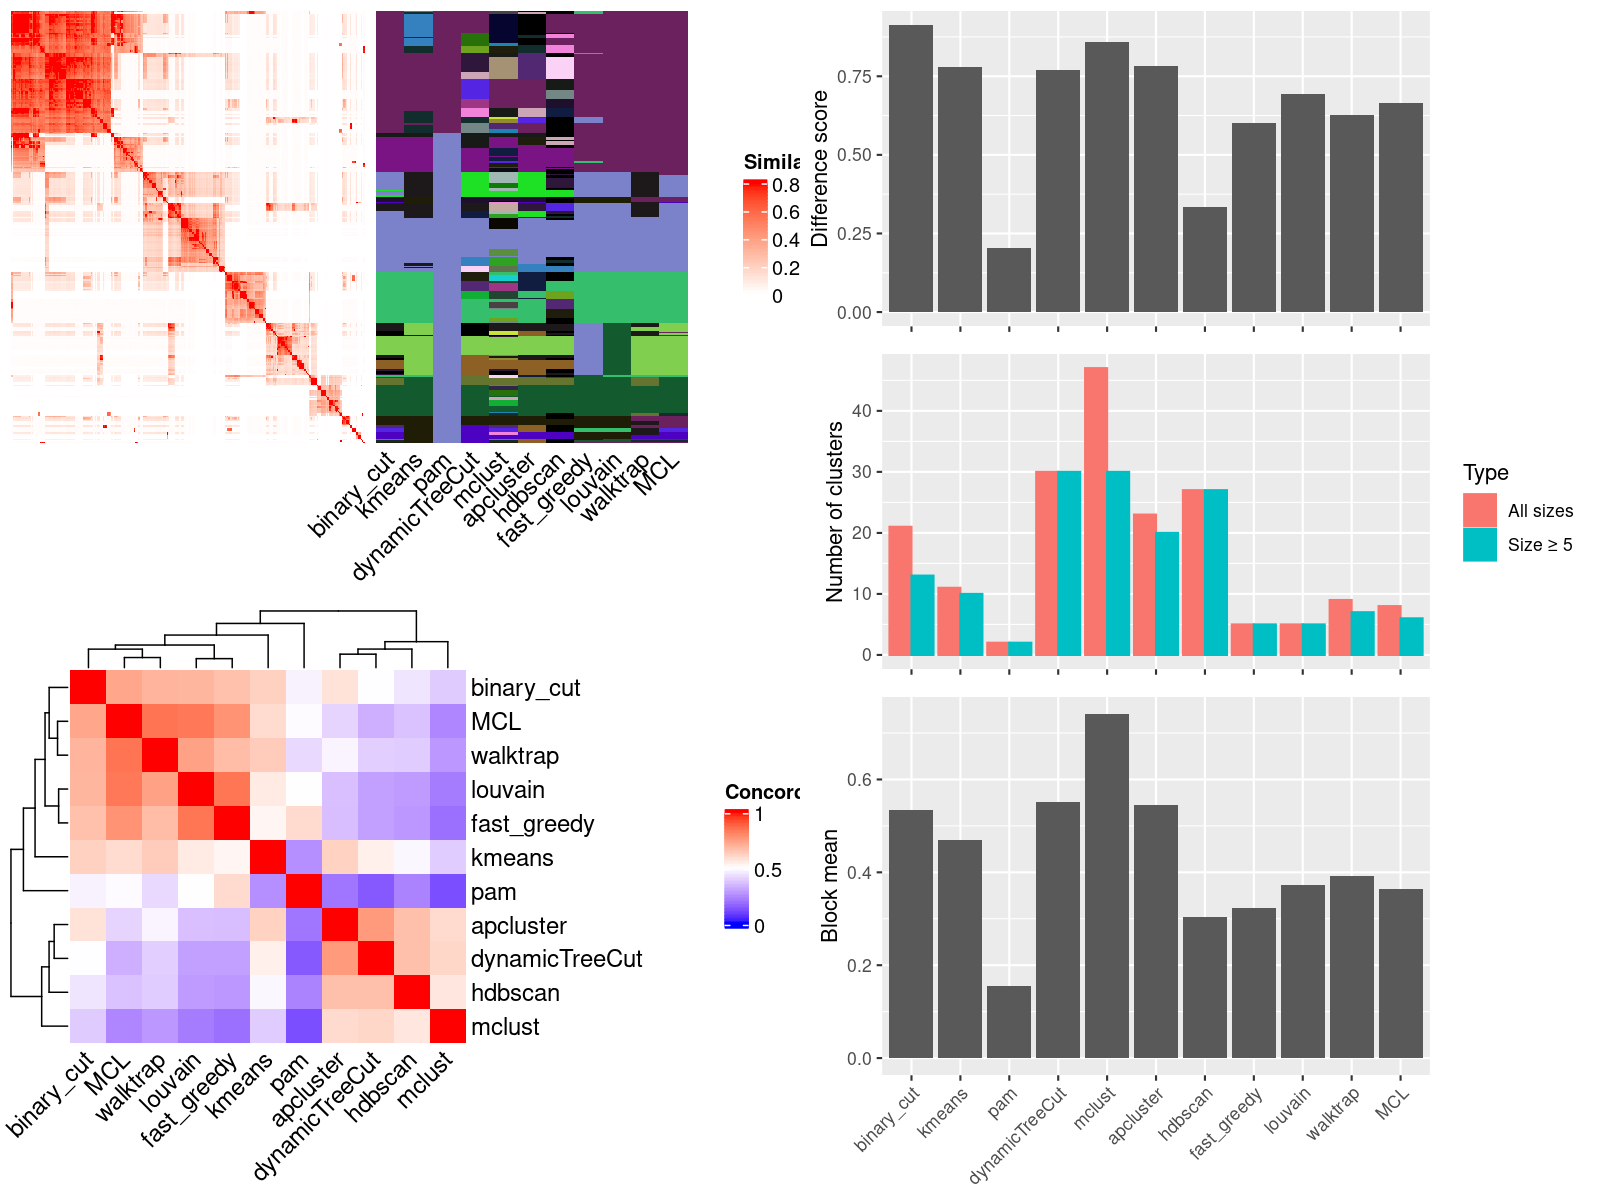 Simila
0.8
0.6
0.4
0.2
0
binary_cut
kmeans
pam
dynamicTreeCut
mclust
apcluster
hdbscan
fast_greedy
louvain
walktrap
MCL
binary_cut
MCL
walktrap
louvain
fast_greedy
kmeans
pam
apcluster
dynamicTreeCut
hdbscan
mclust
binary_cut
MCL
walktrap
louvain
fast_greedy
kmeans
pam
apcluster
dynamicTreeCut
hdbscan
mclust
Concord
1
0.5
0
Difference score
0.75
0.50
0.25
0.00
Number of clusters
40
30
20
10
0
Type
All sizes
Size ≥ 5
Block mean
0.6
0.4
0.2
0.0
binary_cut
kmeans
pam
dynamicTreeCut
mclust
apcluster
hdbscan
fast_greedy
louvain
walktrap
MCL